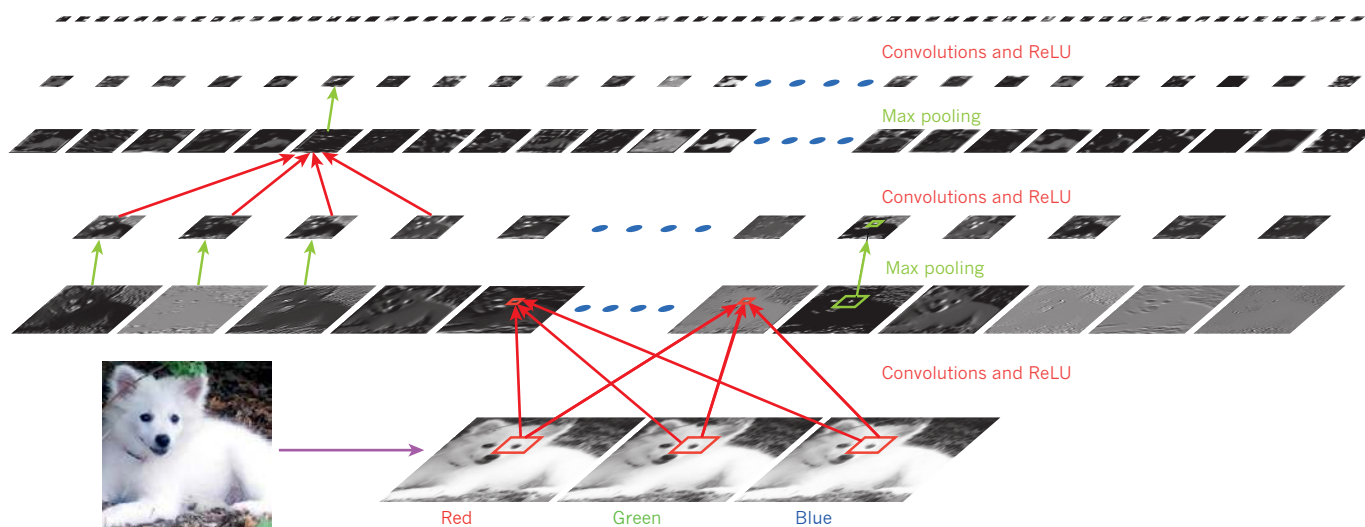 Convolutions and ReLU
Max pooling
Convolutions and ReLU
Max pooling
Convolutions and ReLU
Red
Green
Blue